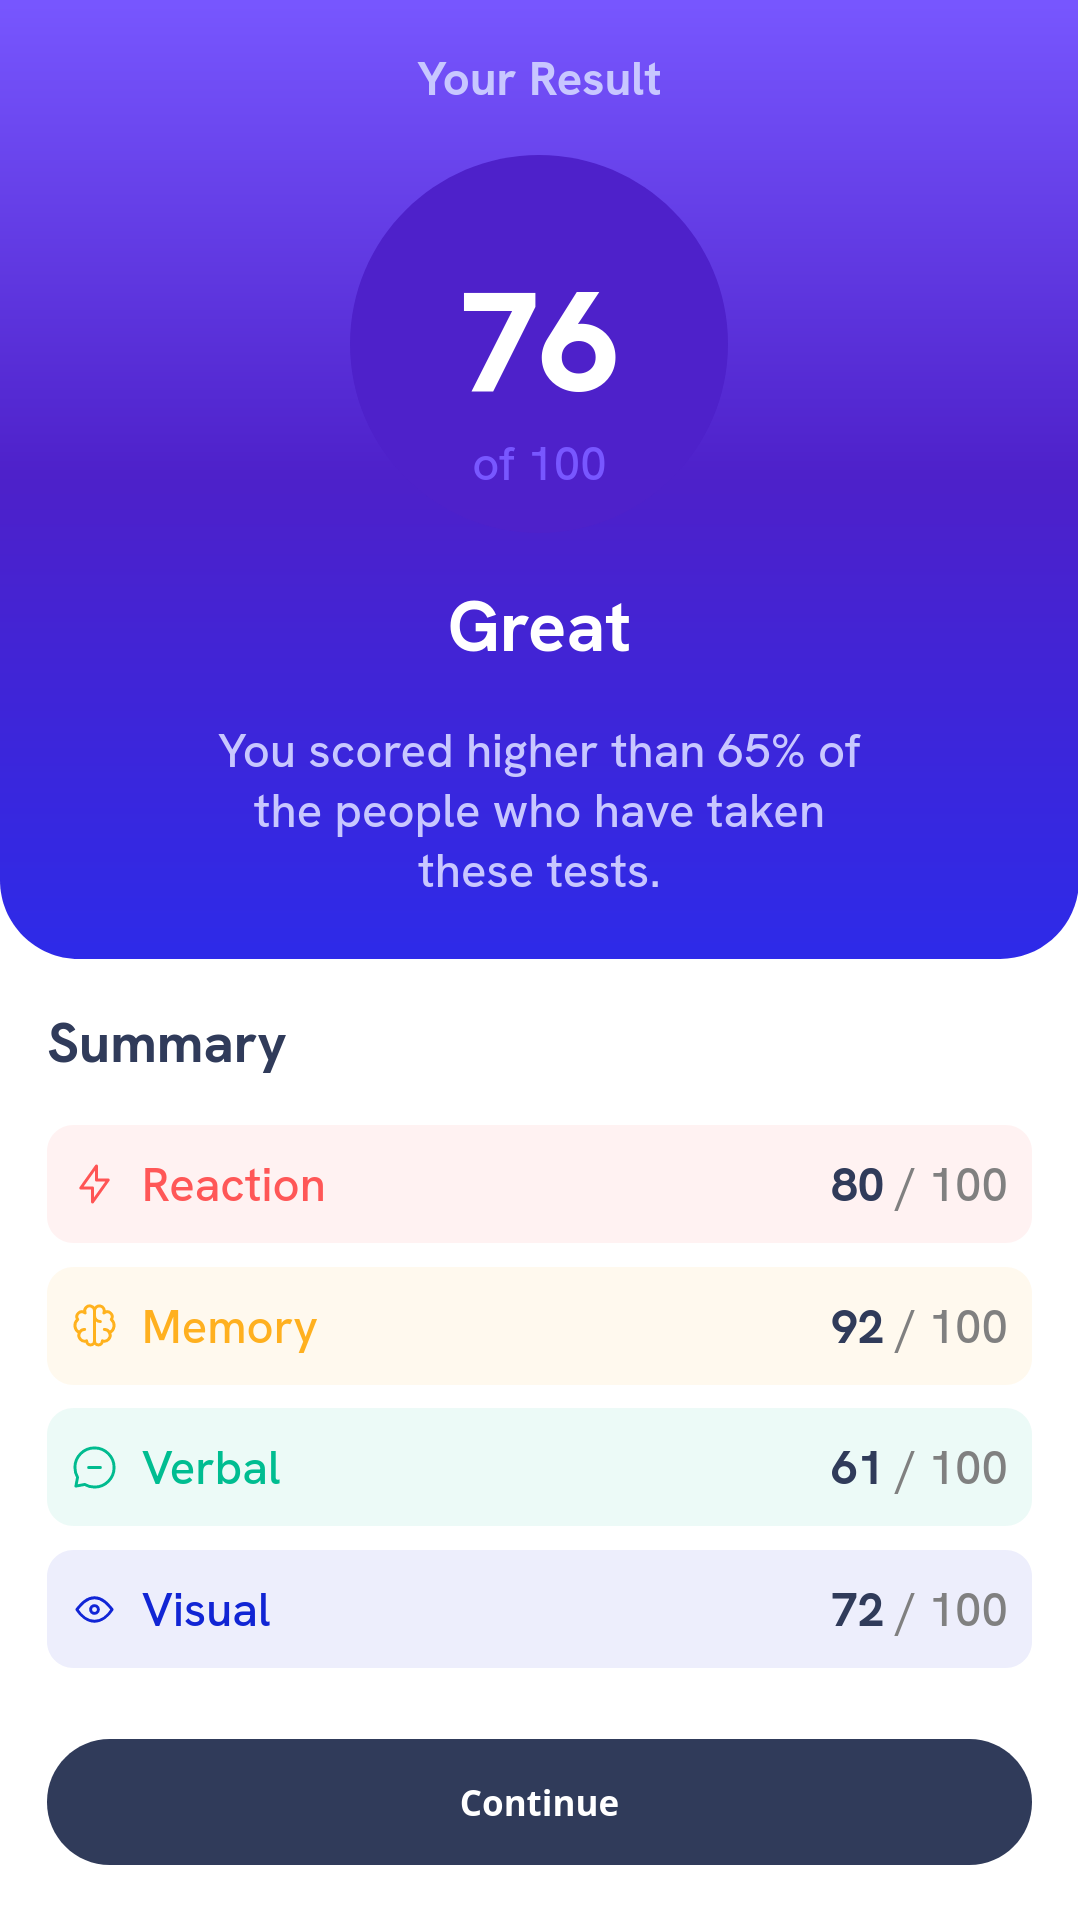 Your Result
76
of 100
Great
You scored higher than 65% of
the people who have taken
these tests.
Summary
Reaction 80 / 100
Memory 92 / 100
Verbal 61 / 100
Visual 72 / 100
Continue